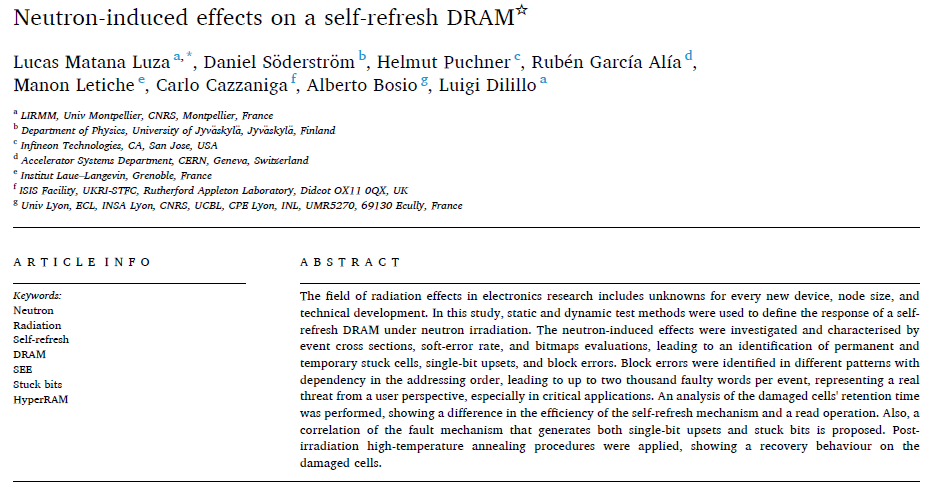 Neutron-induced effects on a self-refresh DRAM☆
Lucas Matana Luza a,*, Daniel Söderström b, Helmut Puchner c, Rubén García Alía d,
Manon Letiche e, Carlo Cazzaniga f, Alberto Bosio g, Luigi Dilillo a
a LIRMM, Univ Montpellier, CNRS, Montpellier, France
b Department of Physics, University of Jyväskylä, Jyväskylä, Finland
c Infineon Technologies, CA, San Jose, USA
d Accelerator Systems Department, CERN, Geneva, Switzerland
e Institut Laue–Langevin, Grenoble, France
f ISIS Facility, UKRI-STFC, Rutherford Appleton Laboratory, Didcot OX11 0QX, UK
g Univ Lyon, ECL, INSA Lyon, CNRS, UCBL, CPE Lyon, INL, UMR5270, 69130 Ecully, France
ARTICLE INFO
Keywords:
Neutron
Radiation
Self-refresh
DRAM
SEE
Stuck bits
HyperRAM
ABSTRACT
The field of radiation effects in electronics research includes unknowns for every new device, node size, and
technical development. In this study, static and dynamic test methods were used to define the response of a self-
refresh DRAM under neutron irradiation. The neutron-induced effects were investigated and characterised by
event cross sections, soft-error rate, and bitmaps evaluations, leading to an identification of permanent and
temporary stuck cells, single-bit upsets, and block errors. Block errors were identified in different patterns with
dependency in the addressing order, leading to up to two thousand faulty words per event, representing a real
threat from a user perspective, especially in critical applications. An analysis of the damaged cells' retention time
was performed, showing a difference in the efficiency of the self-refresh mechanism and a read operation. Also, a
correlation of the fault mechanism that generates both single-bit upsets and stuck bits is proposed. Post-
irradiation high-temperature annealing procedures were applied, showing a recovery behaviour on the
damaged cells.